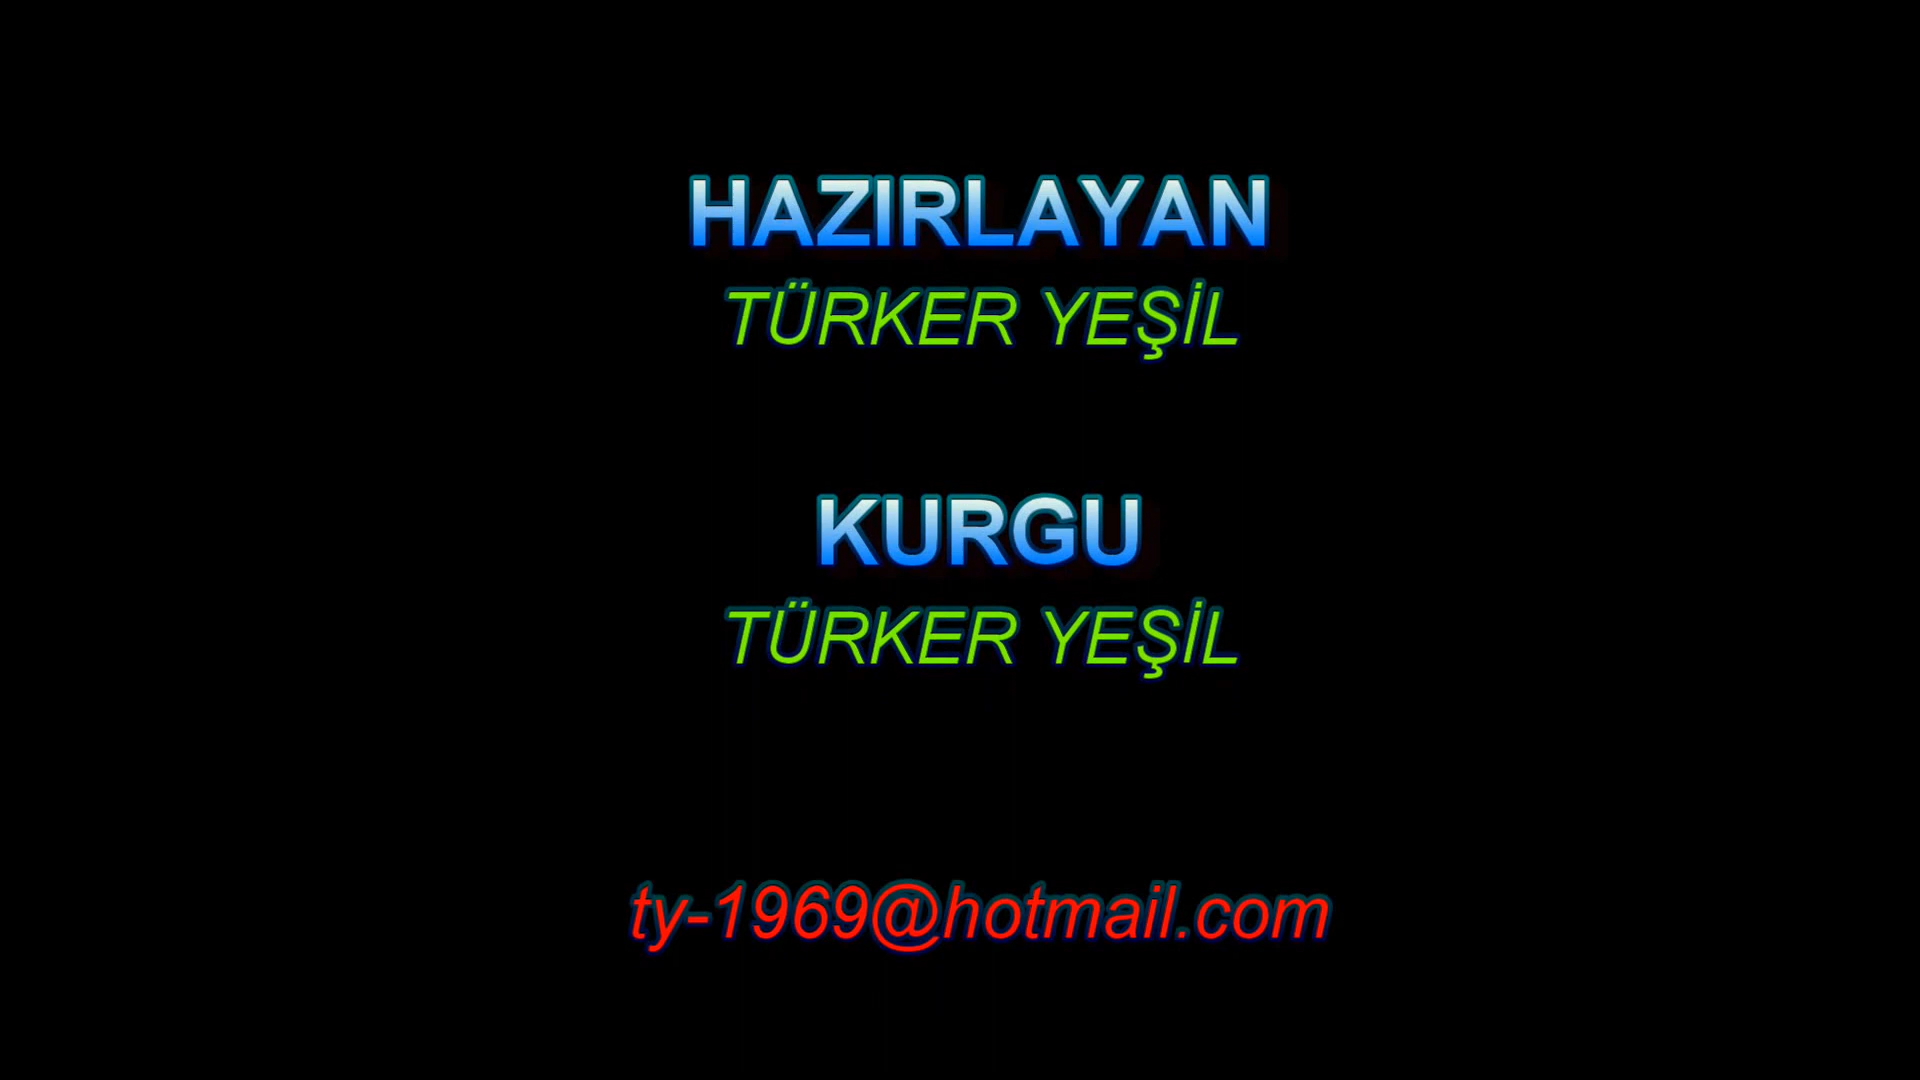 HAZIRLAYAN
TÜRKER YEŞİL
KURGU
TÜRKER YEŞİL
ty-1969@hotmail.com